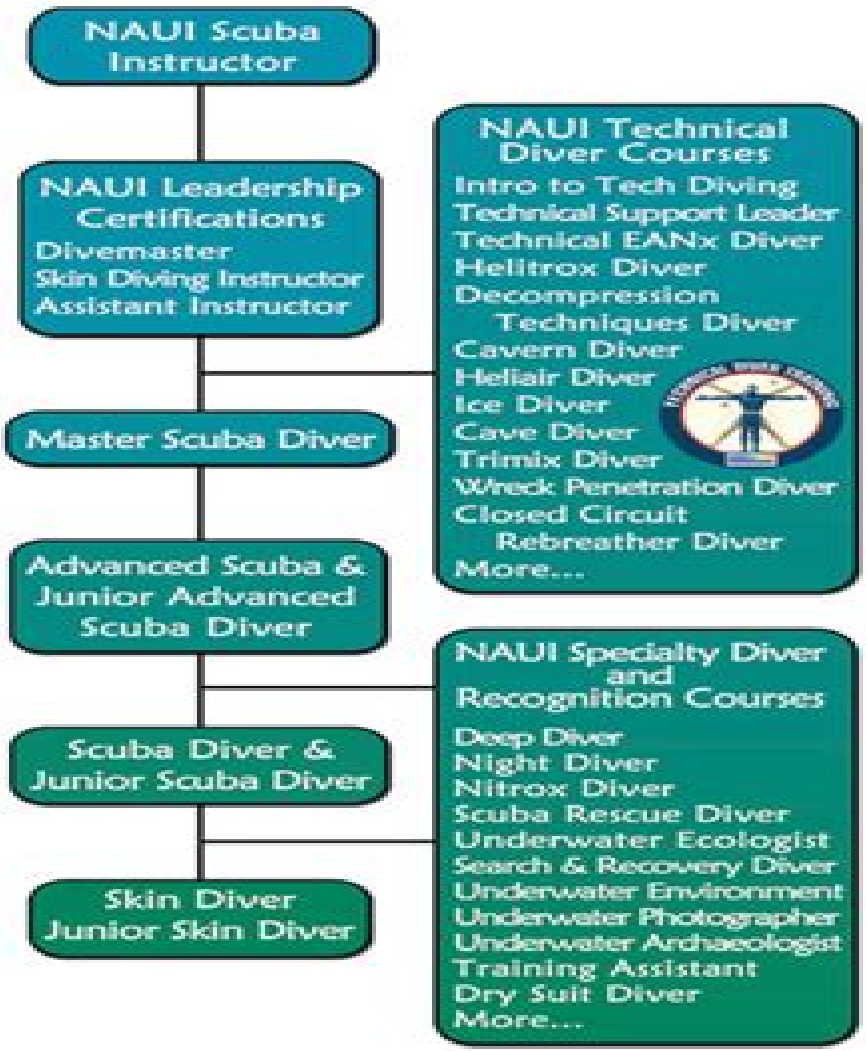 NAUI Scuba
Instructor
NAUI Leadership
Certifications
Divemaster
Skin Diving Instructor
Assistant Instructor
Master Scuba Diver
Advanced Scuba &
Junior Advanced
Scuba Diver
Scuba Diver &
Junior Scuba Diver
Skin Diver
Junior Skin Diver
NAUI Technical
Diver Courses
Intro to Tech Diving
Technical Support Leader
Technical EANx Diver
Helitrox Diver
Decompression
Techniques Diver
Cavern Diver
Heliair Diver
Ice Diver
Cave Diver
Trimix Diver
Wreck Penetration Diver
Closed Circuit
Rebreather Diver
More...
TECHNICAL DIVER TRAINING
NAUI Specialty Diver
and
Recognition Courses
Deep Diver
Night Diver
Nitrox Diver
Scuba Rescue Diver
Underwater Ecologist
Search & Recovery Diver
Underwater Environment
Underwater Photographer
Underwater Archaeologist
Training Assistant
Dry Suit Diver
More...